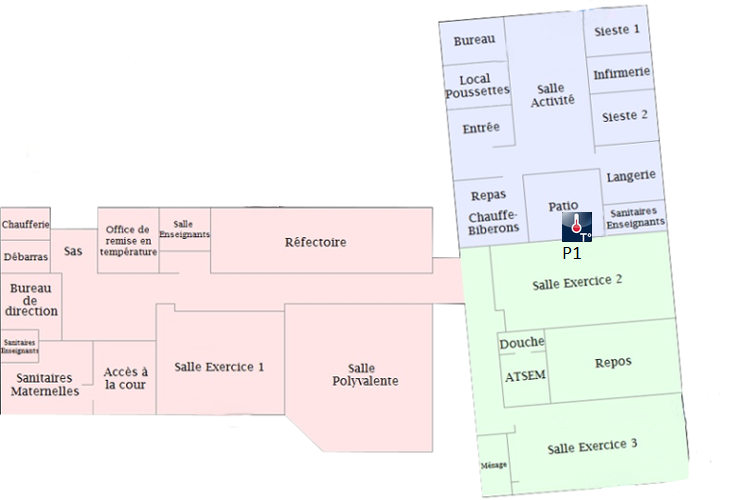 Bureau
Sieste 1
Local
Poussettes
Salle
Activité
Infirmerie
Entrée
Sieste 2
Repas
Chauffe-
Biberons
Patio
Langerie
Sanitaires
Enseignants
T°
P1
Chaufferie
Débarras
Sas
Office de
remise en
température
Salle
Enseignants
Réfectoire
Bureau
de
direction
Sanitaires
Enseignants
Sanitaires
Maternelles
Accès à
la cour
Salle Exercice 1
Salle
Polyvalente
Salle Exercice 2
Douche
ATSEM
Repos
Salle Exercice 3
Ménage